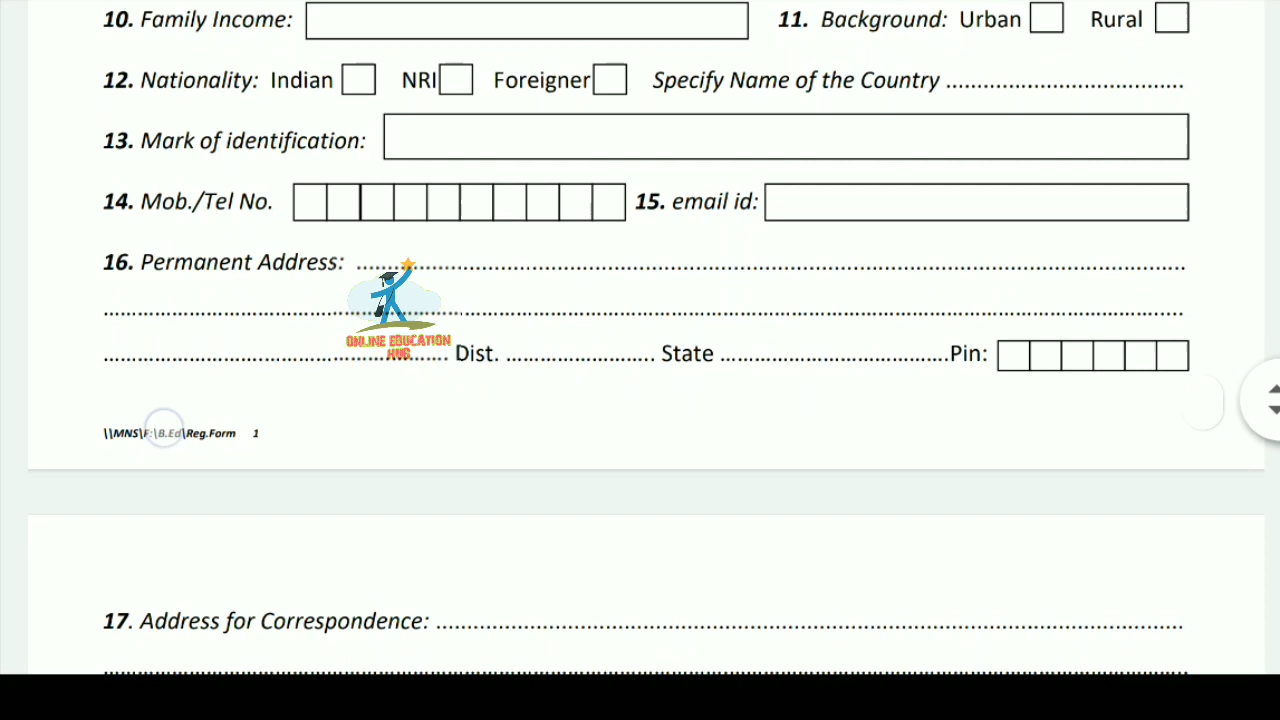 10. Family Income: 11. Background: Urban Rural
12. Nationality: Indian NRI Foreigner Specify Name of the Country ......................................
13. Mark of identification:
14. Mob./Tel No. 15. email id:
16. Permanent Address: ....................................................................................
ONLINE EDUCATION
HUB
Dist. ........................ State .....................................Pin:
\\MNS\F:\B.Ed\Reg.Form 1
17. Address for Correspondence: ....................................................................................